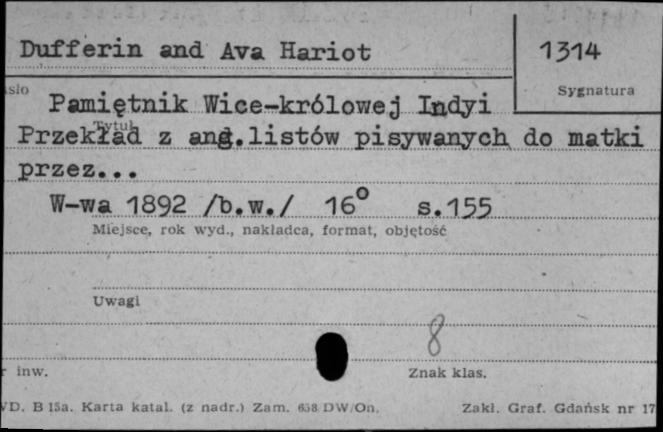 Dufferin and Ava Hariot
1314
Sygnatura
Pamiętnik Wice-królowej Indyi
Tytuł
Przekład z ang.listów pisywanych do matki
przez...
W-wa 1892 /b.w./ 16° s.155
Miejsce, rok wyd., nakładca, format, objętość
Uwagi
8
inw.
Znak klas.
B 15a. Karta katal. (z nadr.) Zam. 658 DW/On.
Zakł. Graf. Gdańsk nr 17